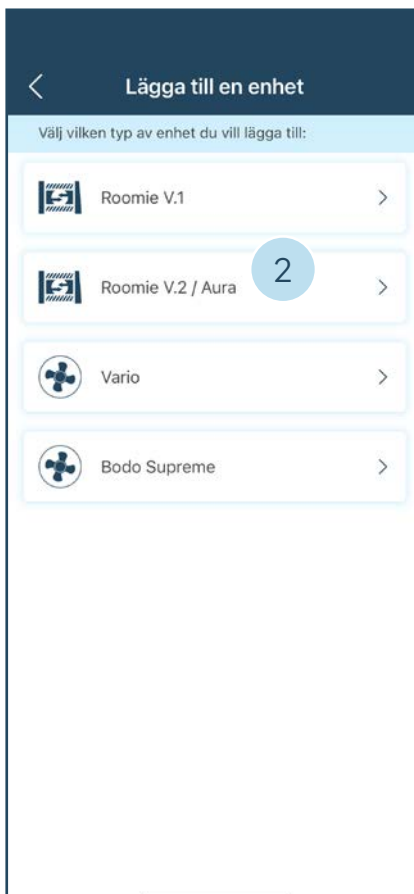 Lägga till en enhet
Välj vilken typ av enhet du vill lägga till:
Roomie V.1
Roomie V.2 / Aura
2
Vario
Bodo Supreme